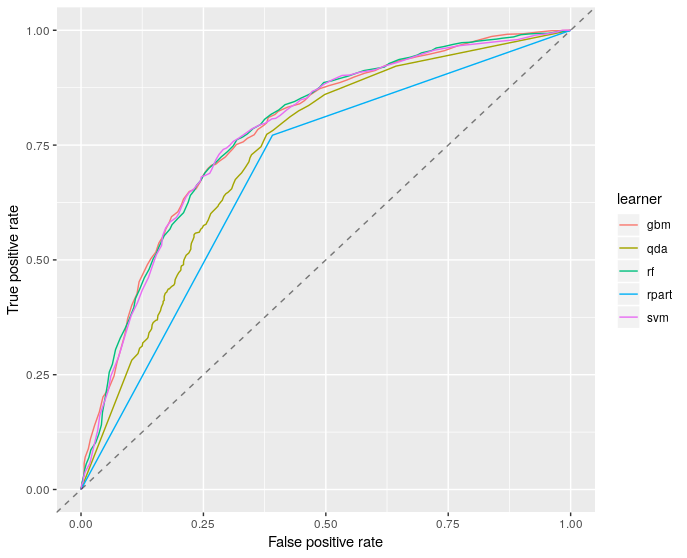 1.00
0.75
0.50
0.25
0.00
True positive rate
0.00 0.25 0.50 0.75 1.00
False positive rate
learner
gbm
qda
rf
rpart
svm